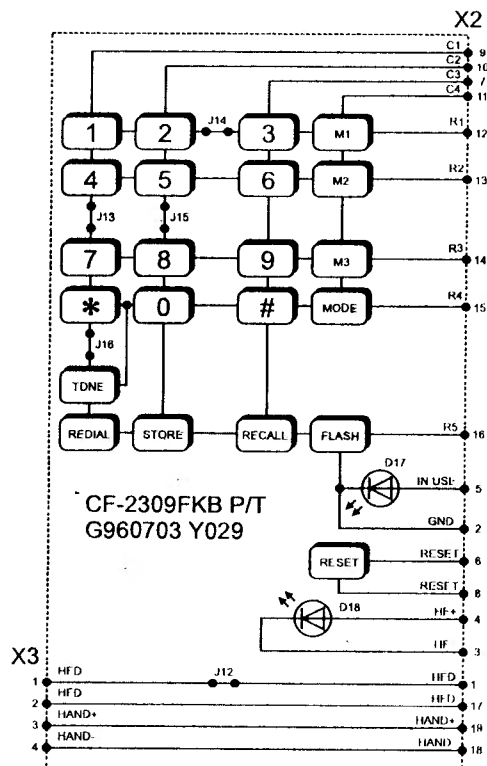 X2
C1 9
C2 10
C3 7
C4 11
1 2 J14 3 M1 R1 12
4 5 6 M2 R2 13
J13 J15
7 8 9 M3 R3 14
* 0 # MODE R4 15
J16
TDNE
REDIAL STORE RECALL FLASH R5 16
D17
IN USE 5
CF-2309FKB P/T
GND 2
G960703 Y029
RESET RESET 6
RESET 8
D18 HF+ 4
X3 HF 3
1 HFD J12 HFD 1
2 HFD HFD 17
3 HAND+ HAND+ 19
4 HAND- HAND 18